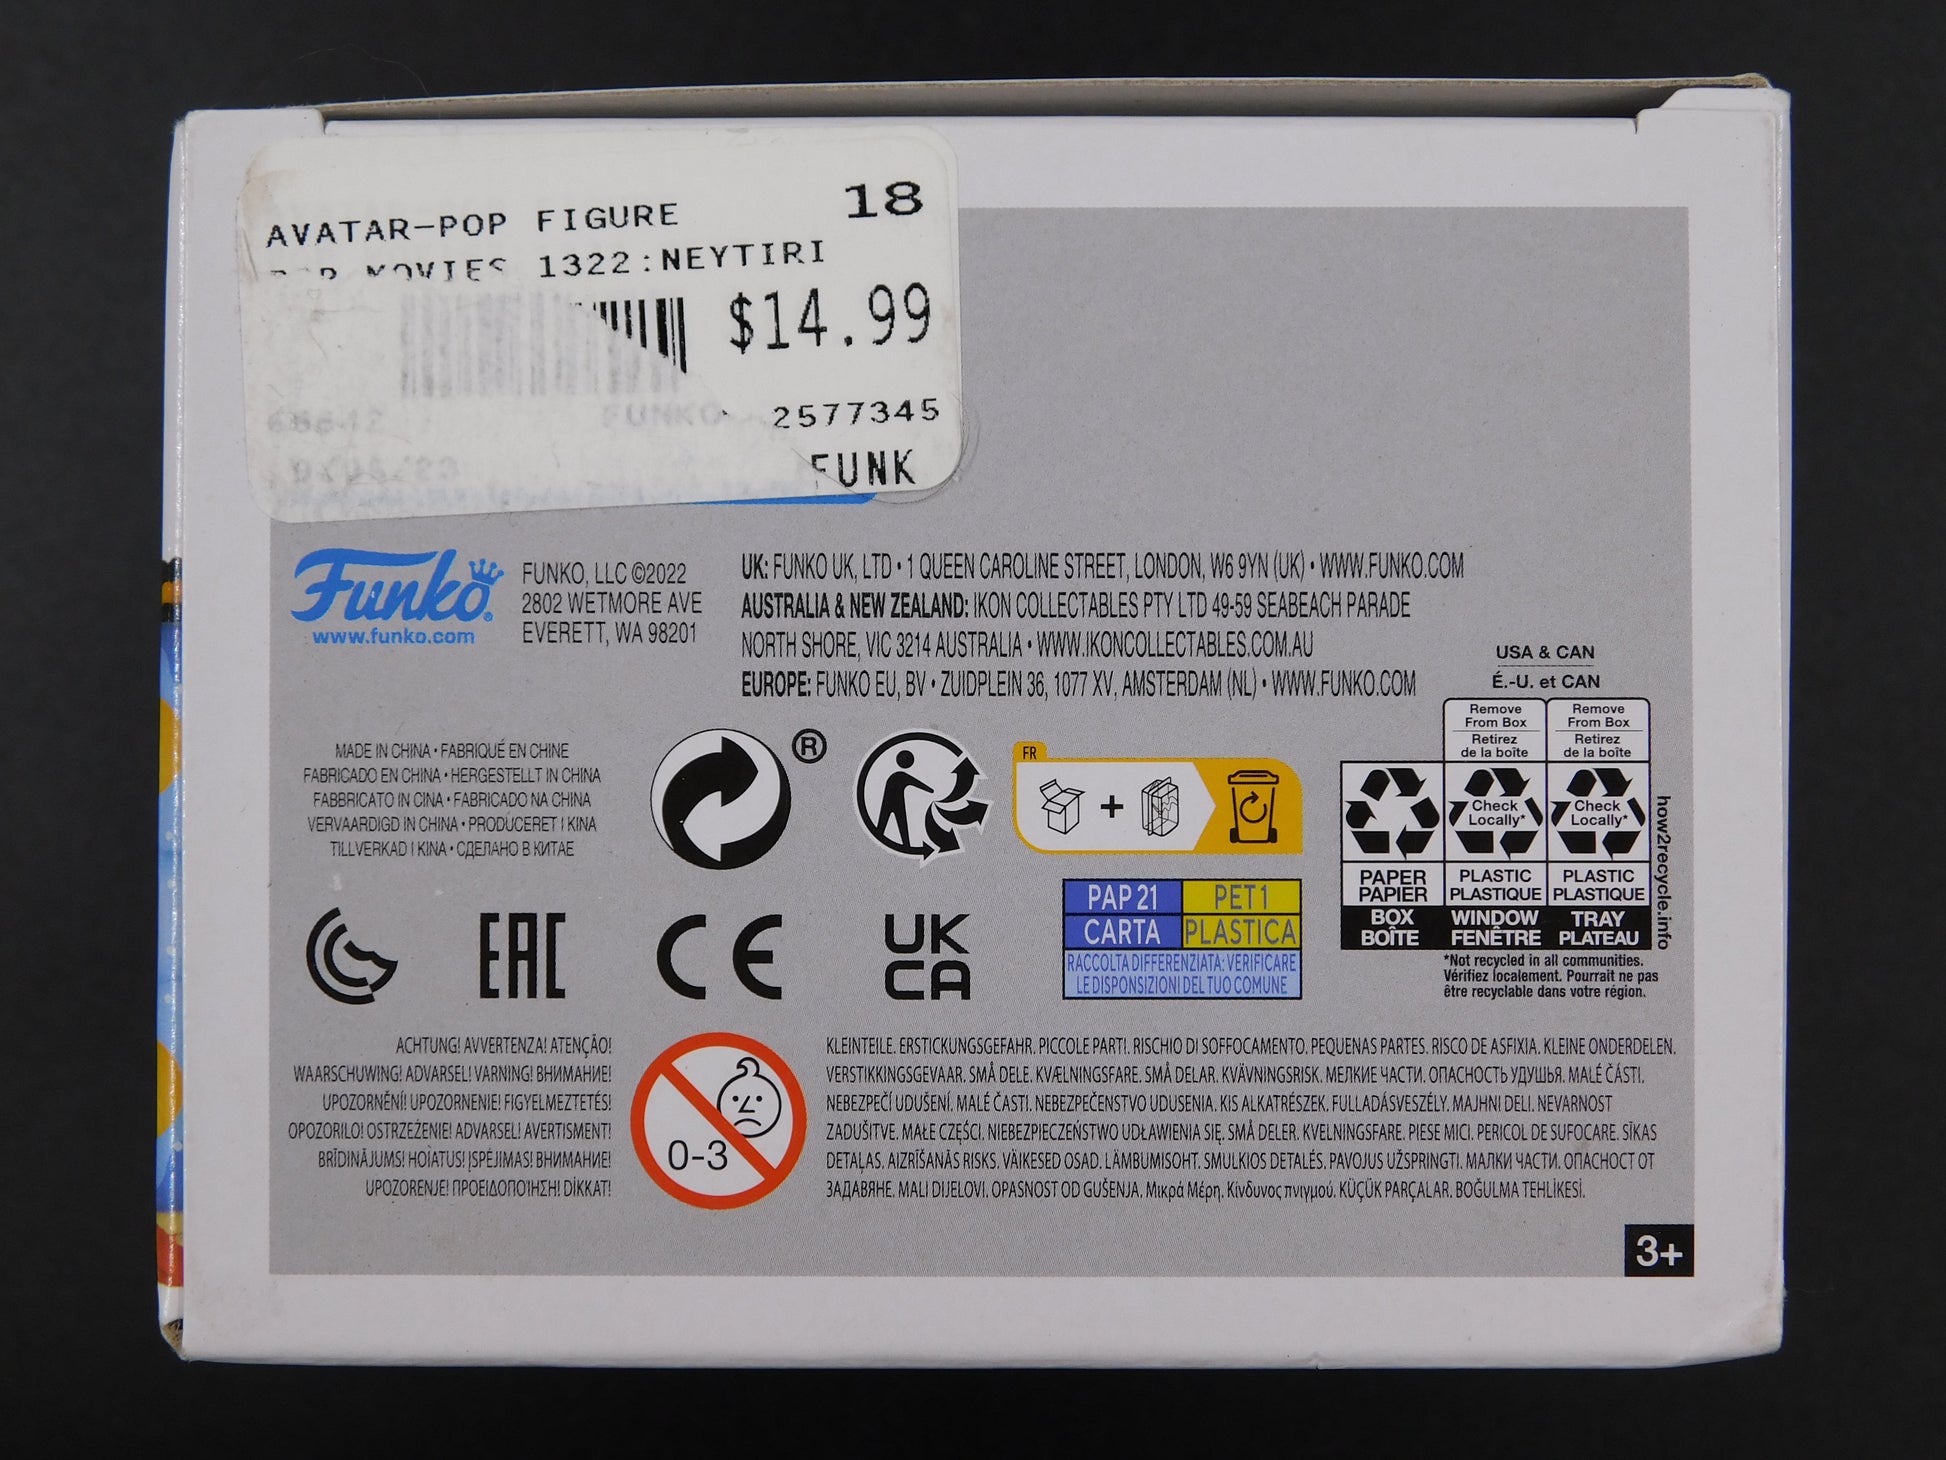 AVATAR-POP FIGURE 18
MOVIES 1322:NEYTIRI
$14.99
FUNKO
2577345
FUNK
Funko®
www.funko.com
FUNKO, LLC ©2022
2802 WETMORE AVE
EVERETT, WA 98201
UK: FUNKO UK, LTD • 1 QUEEN CAROLINE STREET, LONDON, W6 9YN (UK) • WWW.FUNKO.COM
AUSTRALIA & NEW ZEALAND: IKON COLLECTABLES PTY LTD 49-59 SEABEACH PARADE
NORTH SHORE, VIC 3214 AUSTRALIA • WWW.IKONCOLLECTABLES.COM.AU
EUROPE: FUNKO EU, BV • ZUIDPLEIN 36, 1077 XV, AMSTERDAM (NL) • WWW.FUNKO.COM
MADE IN CHINA • FABRIQUÉ EN CHINE
FABRICADO EN CHINA • HERGESTELLT IN CHINA
FABBRICATO IN CINA • FABRICADO NA CHINA
VERVAARDIGD IN CHINA • PRODUCERET I KINA
TILLVERKAD I KINA • СДЕЛАНО В КИТАЕ
®
FR
+
USA & CAN
É.-U. et CAN
Remove
From Box
Retirez
de la boîte
Remove
From Box
Retirez
de la boîte
Check
Locally*
Check
Locally*
PAPER
PAPIER
PLASTIC
PLASTIQUE
PLASTIC
PLASTIQUE
BOX
BOÎTE
WINDOW
FENÊTRE
TRAY
PLATEAU
how2recycle.info
*Not recycled in all communities.
Vérifiez localement. Pourrait ne pas
être recyclable dans votre région.
EAC
CE
UK
CA
PAP 21 PET 1
CARTA PLASTICA
RACCOLTA DIFFERENZIATA: VERIFICARE
LE DISPONSIZIONI DEL TUO COMUNE
ACHTUNG! AVVERTENZA! ATENÇÃO!
WAARSCHUWING! ADVARSEL! VARNING! ВНИМАНИЕ!
UPOZORNĚNÍ! UPOZORNENIE! FIGYELMEZTETÉS!
OPOZORILO! OSTRZEŻENIE! ADVARSEL! AVERTISMENT!
BRĪDINĀJUMS! HOIATUS! ĮSPĖJIMAS! ВНИМАНИЕ!
UPOZORENJE! ΠΡΟΕΙΔΟΠΟΊΗΣΗ! DİKKAT!
0-3
KLEINTEILE. ERSTICKUNGSGEFAHR. PICCOLE PARTI. RISCHIO DI SOFFOCAMENTO. PEQUENAS PARTES. RISCO DE ASFIXIA. KLEINE ONDERDELEN.
VERSTIKKINGSGEVAAR. SMÅ DELE. KVÆLNINGSFARE. SMÅ DELAR. KVÄVNINGSRISK. МЕЛКИЕ ЧАСТИ. ОПАСНОСТЬ УДУШЬЯ. MALÉ ČÁSTI.
NEBEZPEČÍ UDUŠENÍ. MALÉ ČASTI. NEBEZPEČENSTVO UDUSENIA. KIS ALKATRÉSZEK. FULLADÁSVESZÉLY. MAJHNI DELI. NEVARNOST
ZADUŠITVE. MAŁE CZĘŚCI. NIEBEZPIECZEŃSTWO UDŁAWIENIA SIĘ. SMÅ DELER. KVELNINGSFARE. PIESE MICI. PERICOL DE SUFOCARE. SĪKAS
DETAĻAS. AIZRĪŠANĀS RISKS. VÄIKESED OSAD. LÄMBUMISOHT. SMULKIOS DETALĖS. PAVOJUS UŽSPRINGTI. МАЛКИ ЧАСТИ. ОПАСНОСТ ОТ
ЗАДАВЯНЕ. MALI DIJELOVI. OPASNOST OD GUŠENJA. Μικρά Μέρη. Κίνδυνος πνιγμού. KÜÇÜK PARÇALAR. BOĞULMA TEHLİKESİ.
3+